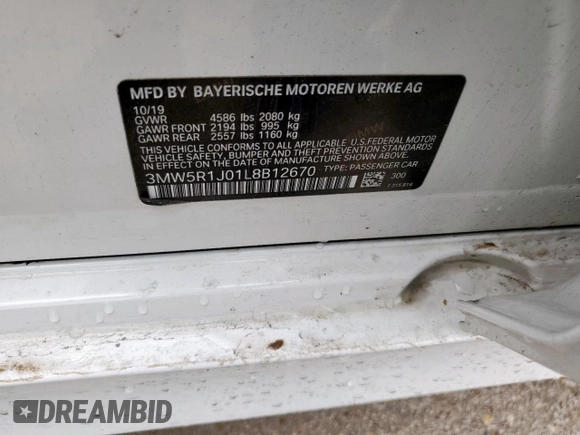 MFD BY BAYERISCHE MOTOREN WERKE AG
10/19
GVWR 4586 lbs 2080 kg
GAWR FRONT 2194 lbs 995 kg
GAWR REAR 2557 lbs 1160 kg
THIS VEHICLE CONFORMS TO ALL APPLICABLE U.S.FEDERAL MOTOR
VEHICLE SAFETY, BUMPER, AND THEFT PREVENTION STANDARDS IN
EFFECT ON THE DATE OF MANUFACTURE SHOWN ABOVE.
3MW5R1J01L8B12670 TYPE: PASSENGER CAR
300
DREAMBID